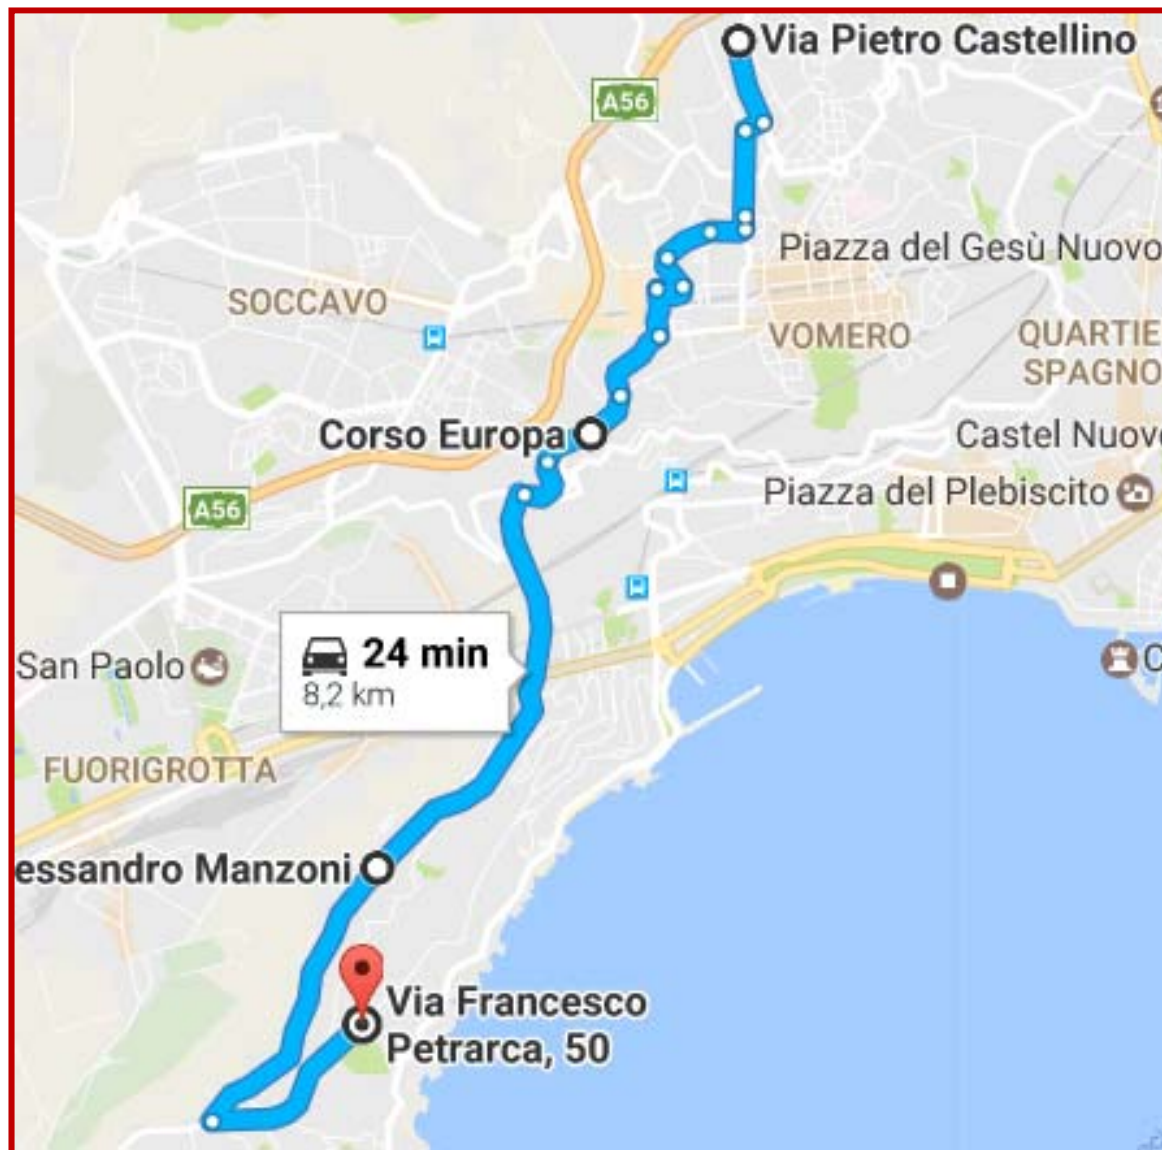 Via Pietro Castellino
A56
Piazza del Gesù Nuovo
SOCCAVO
VOMERO
QUARTIE
SPAGNO
Corso Europa
Castel Nuovo
Piazza del Plebiscito
A56
24 min
8,2 km
San Paolo
C
FUORIGROTTA
essandro Manzoni
Via Francesco
Petrarca, 50